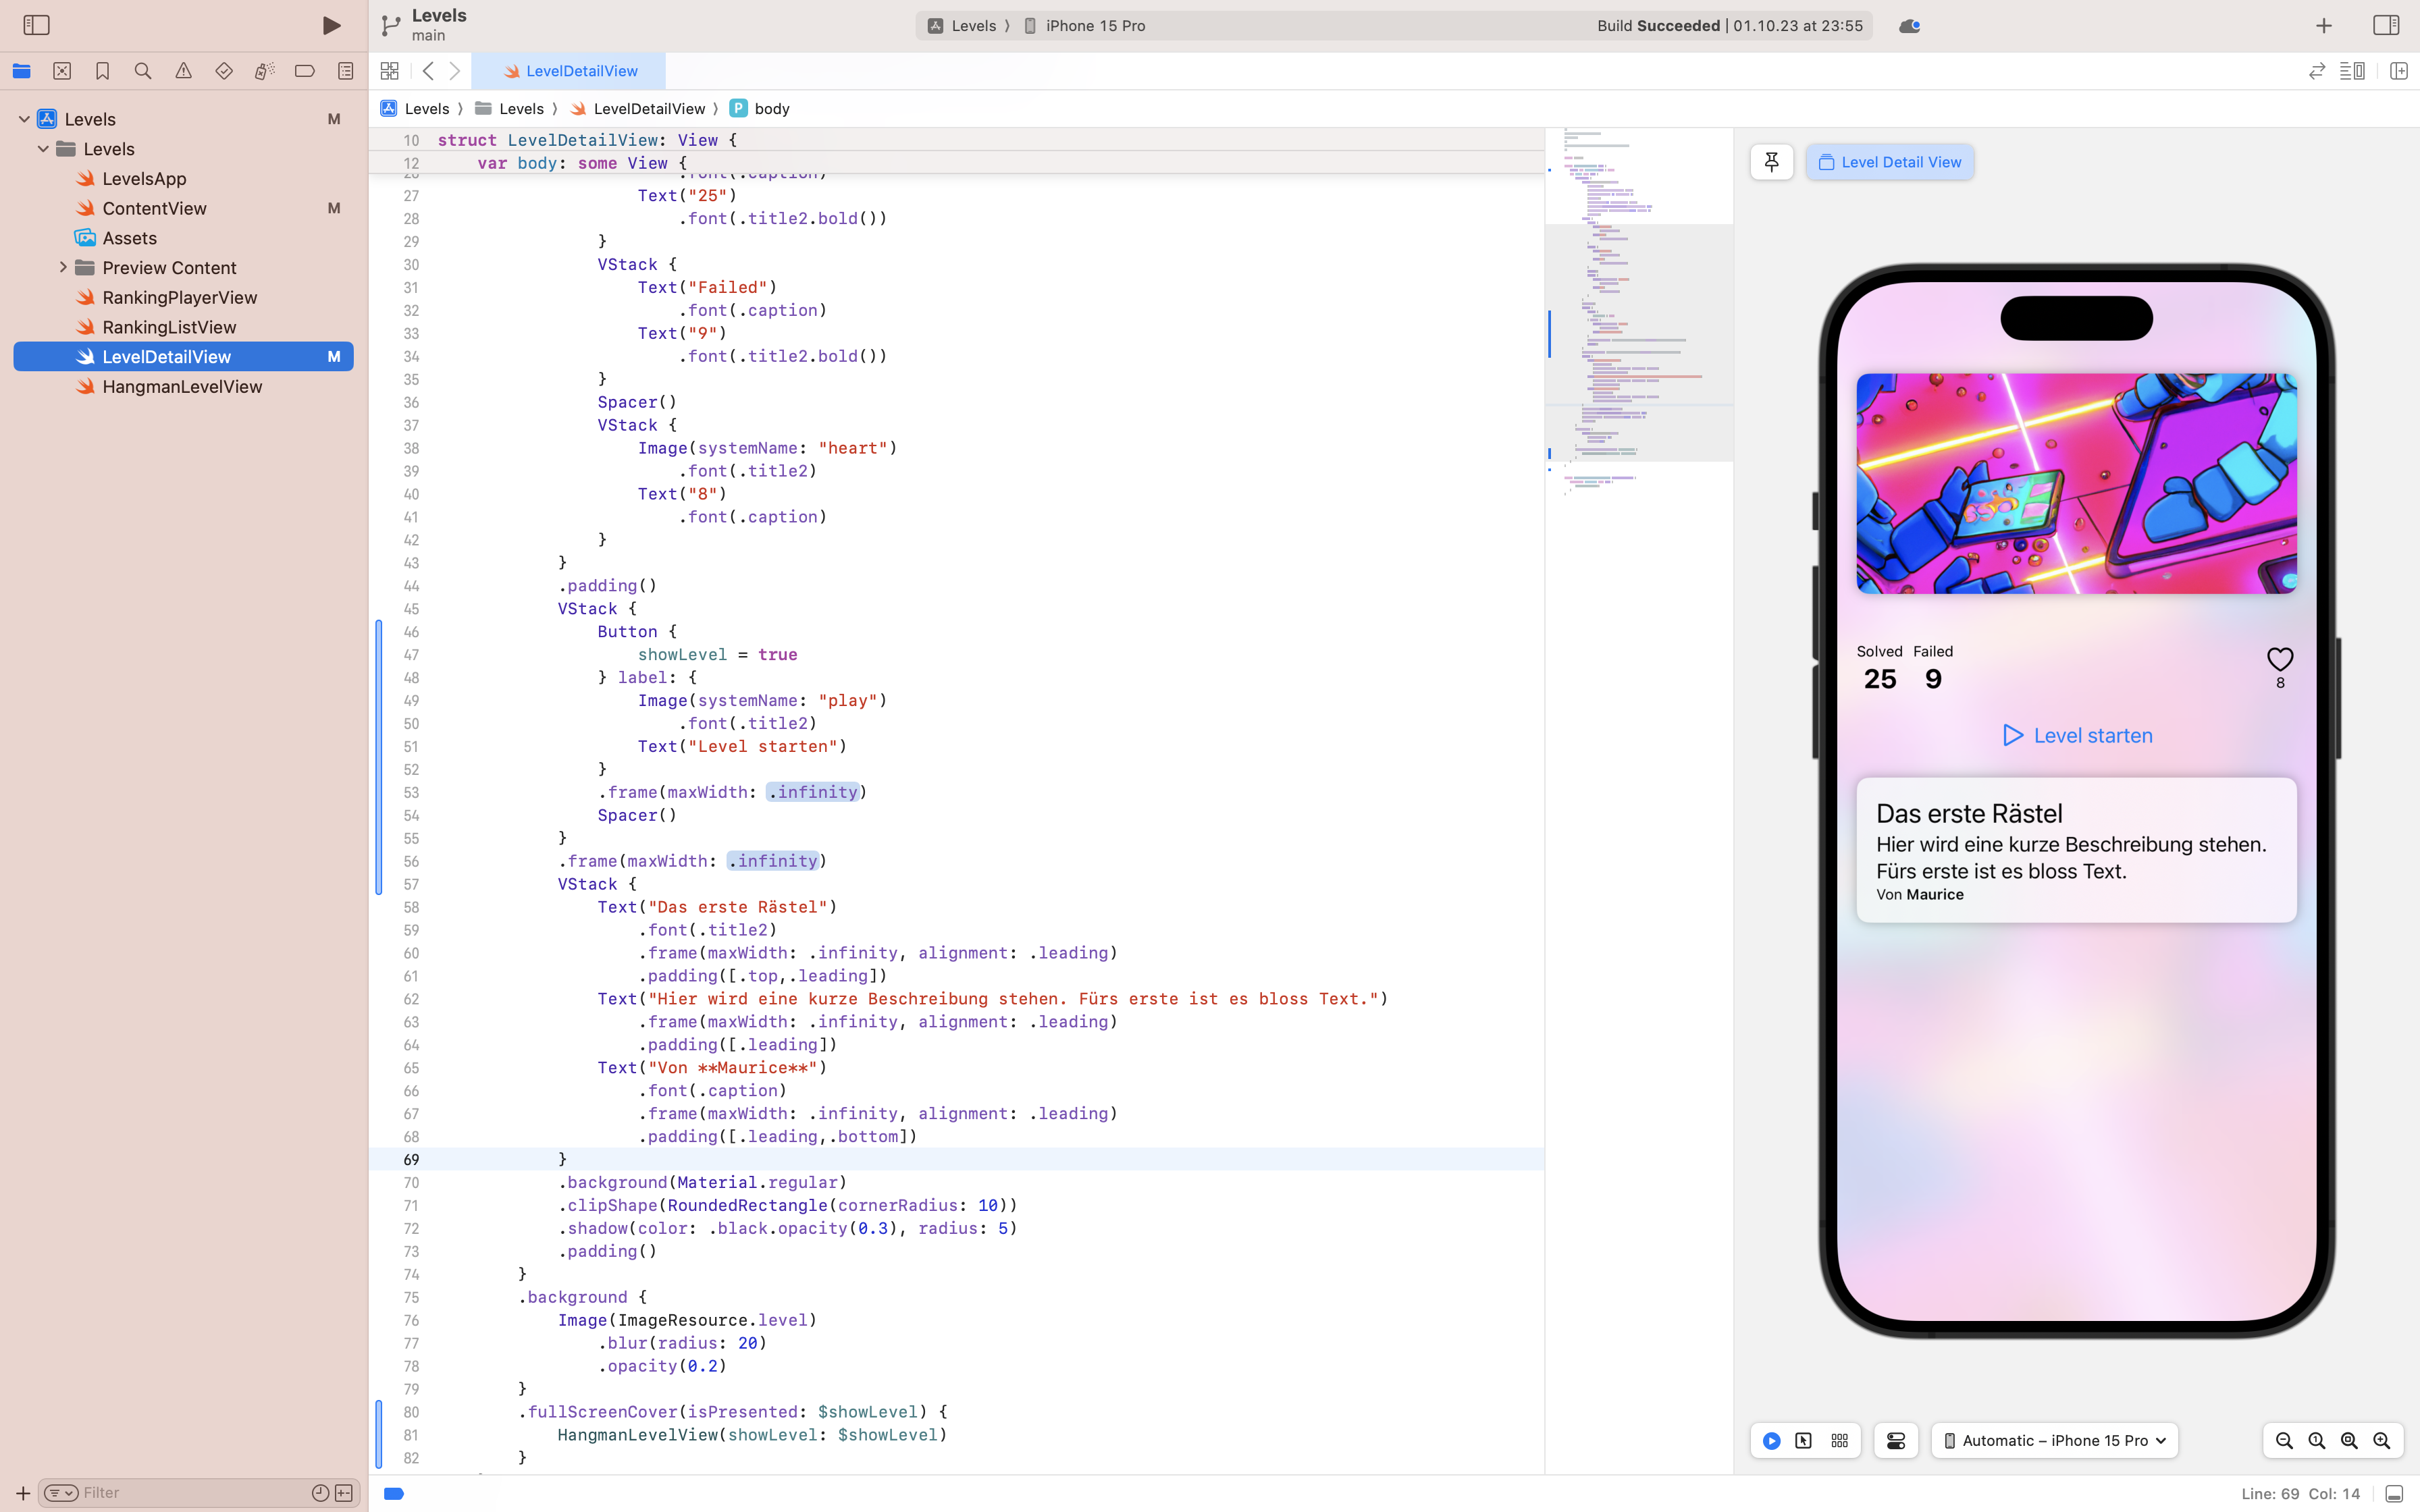 Levels
main
Levels 〉 iPhone 15 Pro
Build Succeeded | 01.10.23 at 23:55
LevelDetailView
Levels 〉 Levels 〉 LevelDetailView 〉 P body
Levels M
Levels
LevelsApp
ContentView M
Assets
Preview Content
RankingPlayerView
RankingListView
LevelDetailView M
HangmanLevelView
Filter
10 struct LevelDetailView: View {
12 var body: some View {
26 .font(.caption)
27 Text("25")
28 .font(.title2.bold())
29 }
30 VStack {
31 Text("Failed")
32 .font(.caption)
33 Text("9")
34 .font(.title2.bold())
35 }
36 Spacer()
37 VStack {
38 Image(systemName: "heart")
39 .font(.title2)
40 Text("8")
41 .font(.caption)
42 }
43 }
44 .padding()
45 VStack {
46 Button {
47 showLevel = true
48 } label: {
49 Image(systemName: "play")
50 .font(.title2)
51 Text("Level starten")
52 }
53 .frame(maxWidth: .infinity)
54 Spacer()
55 }
56 .frame(maxWidth: .infinity)
57 VStack {
58 Text("Das erste Rästel")
59 .font(.title2)
60 .frame(maxWidth: .infinity, alignment: .leading)
61 .padding([.top,.leading])
62 Text("Hier wird eine kurze Beschreibung stehen. Fürs erste ist es bloss Text.")
63 .frame(maxWidth: .infinity, alignment: .leading)
64 .padding([.leading])
65 Text("Von **Maurice**")
66 .font(.caption)
67 .frame(maxWidth: .infinity, alignment: .leading)
68 .padding([.leading,.bottom])
69 }
70 .background(Material.regular)
71 .clipShape(RoundedRectangle(cornerRadius: 10))
72 .shadow(color: .black.opacity(0.3), radius: 5)
73 .padding()
74 }
75 .background {
76 Image(ImageResource.level)
77 .blur(radius: 20)
78 .opacity(0.2)
79 }
80 .fullScreenCover(isPresented: $showLevel) {
81 HangmanLevelView(showLevel: $showLevel)
82 }
Level Detail View
Solved Failed
25 9
8
Level starten
Das erste Rästel
Hier wird eine kurze Beschreibung stehen.
Fürs erste ist es bloss Text.
Von Maurice
Automatic – iPhone 15 Pro
Line: 69 Col: 14